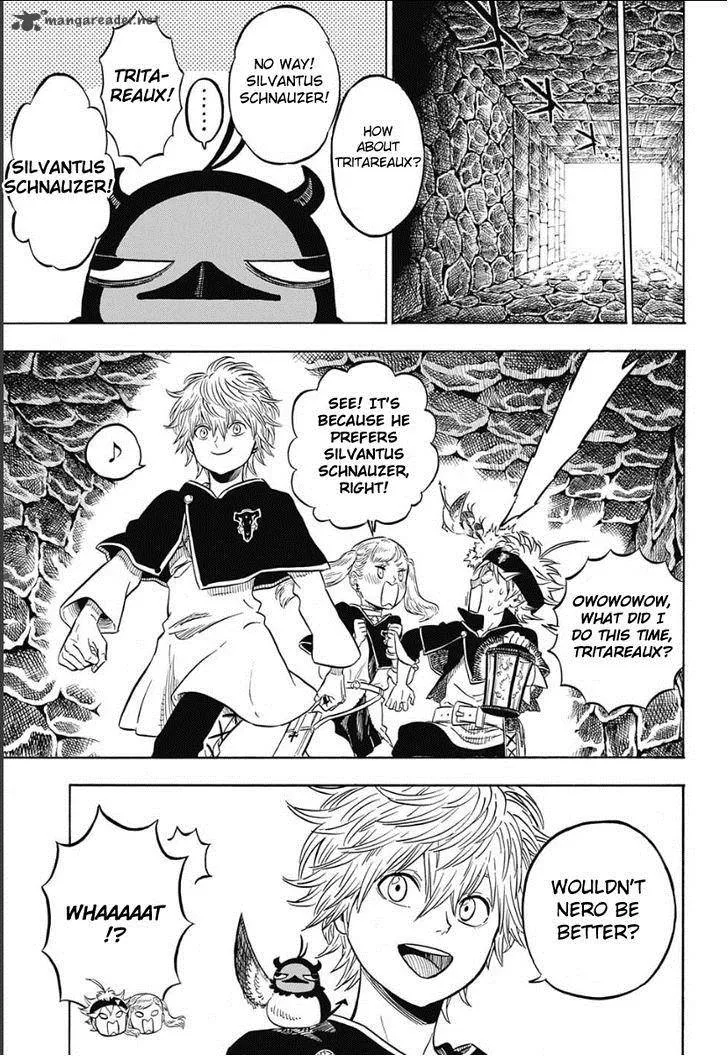 mangareader.net
HOW
ABOUT
TRITAREAUX?
NO WAY!
SILVANTUS
SCHNAUZER!
......
TRITA-
REAUX!
SILVANTUS
SCHNAUZER!
SEE! IT'S
BECAUSE HE
PREFERS
SILVANTUS
SCHNAUZER,
RIGHT!
OWOWOWOW,
WHAT DID I
DO THIS TIME,
TRITAREAUX?
WOULDN'T
NERO BE
BETTER?
WHAAAAAT
!?